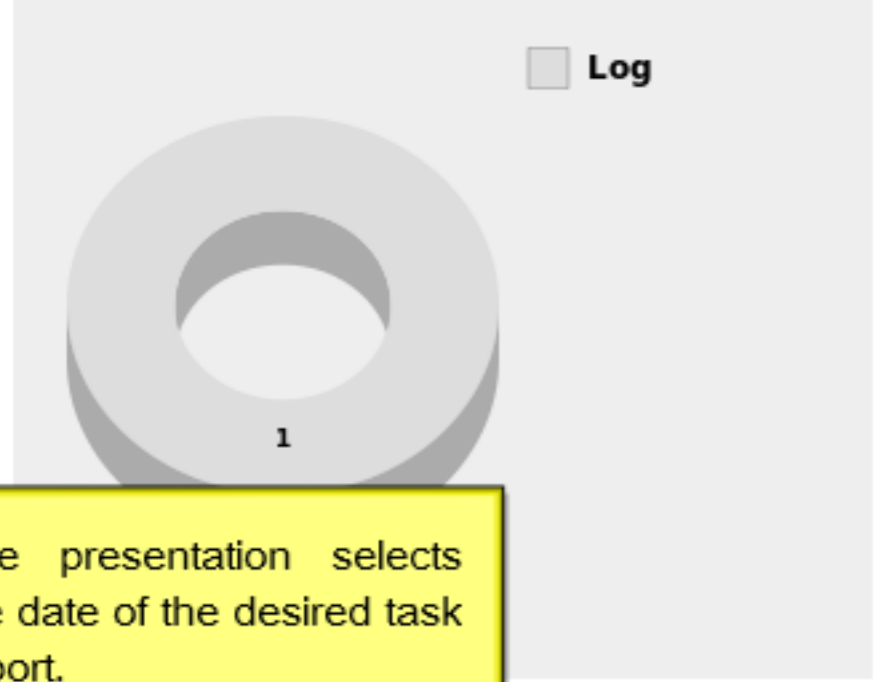 Log
1
presentation selects
date of the desired task